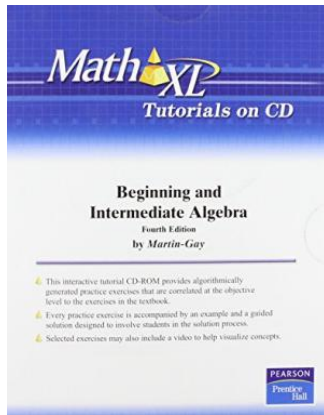 Math XL
Tutorials on CD
Beginning and
Intermediate Algebra
Fourth Edition
by Martin-Gay
This interactive tutorial CD-ROM provides algorithmically
generated practice exercises that are correlated at the objective
level to the exercises in the textbook.
Every practice exercise is accompanied by an example and a guided
solution designed to involve students in the solution process.
Selected exercises may also include a video to help visualize concepts.
PEARSON
Prentice
Hall